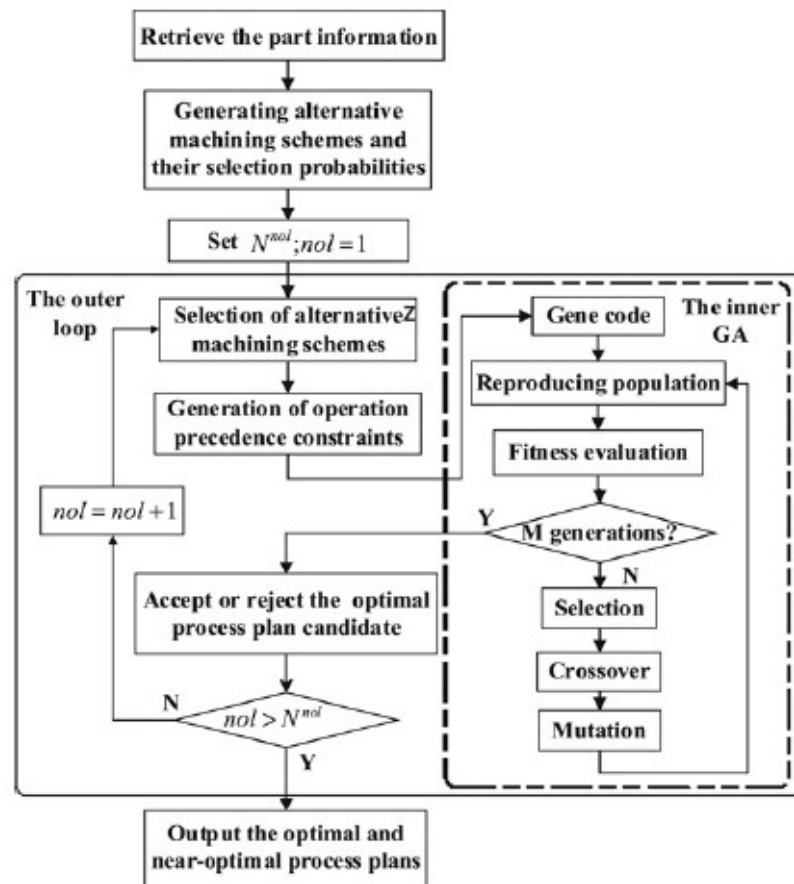 Retrieve the part information
Generating alternative
machining schemes and
their selection probabilities
Set N^{nol};nol=1
The outer
loop
Selection of alternativeZ
machining schemes
Generation of operation
precedence constraints
nol=nol+1
Accept or reject the optimal
process plan candidate
N
nol>N^{nol}
Y
The inner
GA
Gene code
Reproducing population
Fitness evaluation
Y
M generations?
N
Selection
Crossover
Mutation
Output the optimal and
near-optimal process plans